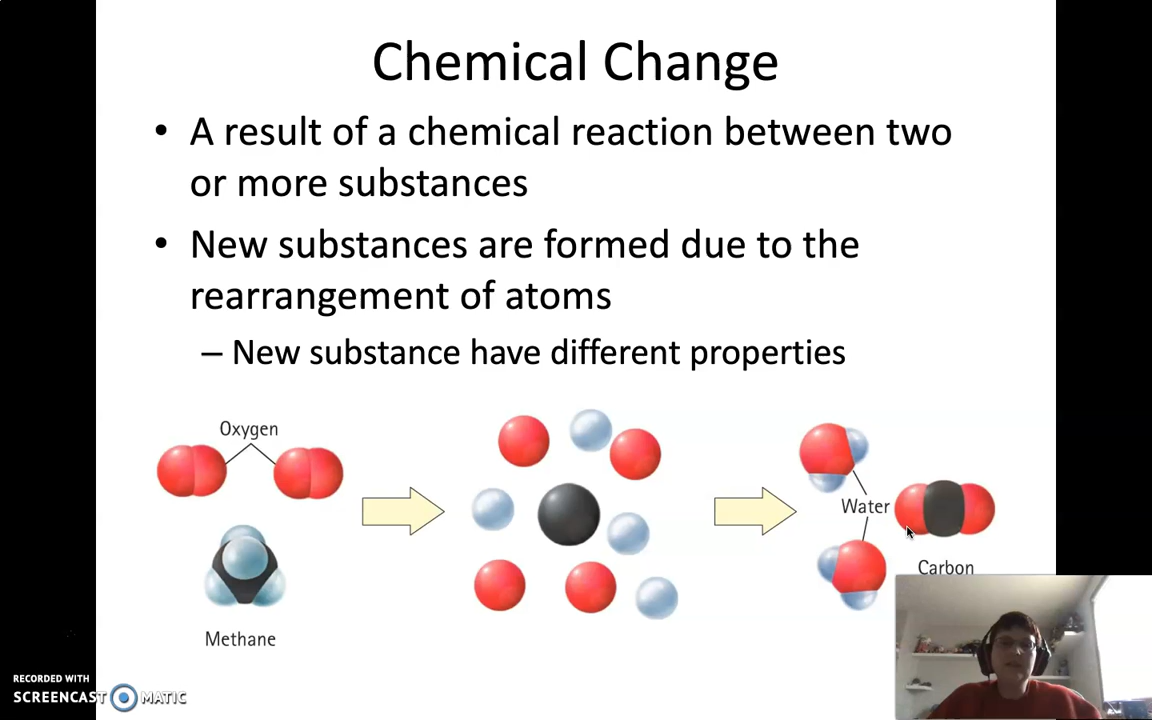 Chemical Change
• A result of a chemical reaction between two
or more substances
• New substances are formed due to the
rearrangement of atoms
– New substance have different properties
Oxygen
Methane
Water
Carbon
RECORDED WITH
SCREENCAST MATIC